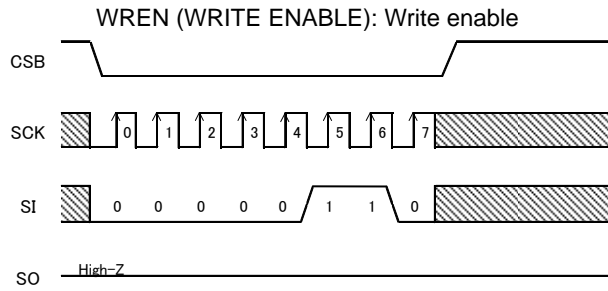 WREN (WRITE ENABLE): Write enable
CSB
SCK 0 1 2 3 4 5 6 7
SI 0 0 0 0 0 1 1 0
High-Z
SO